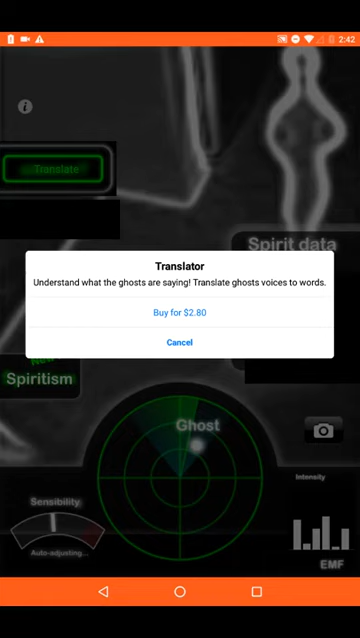 2:42
Translate
Spirit data
Translator
Understand what the ghosts are saying! Translate ghosts voices to words.
Buy for $2.80
Cancel
New
Spiritism
Ghost
Intensity
Sensibility
Auto-adjusting...
EMF